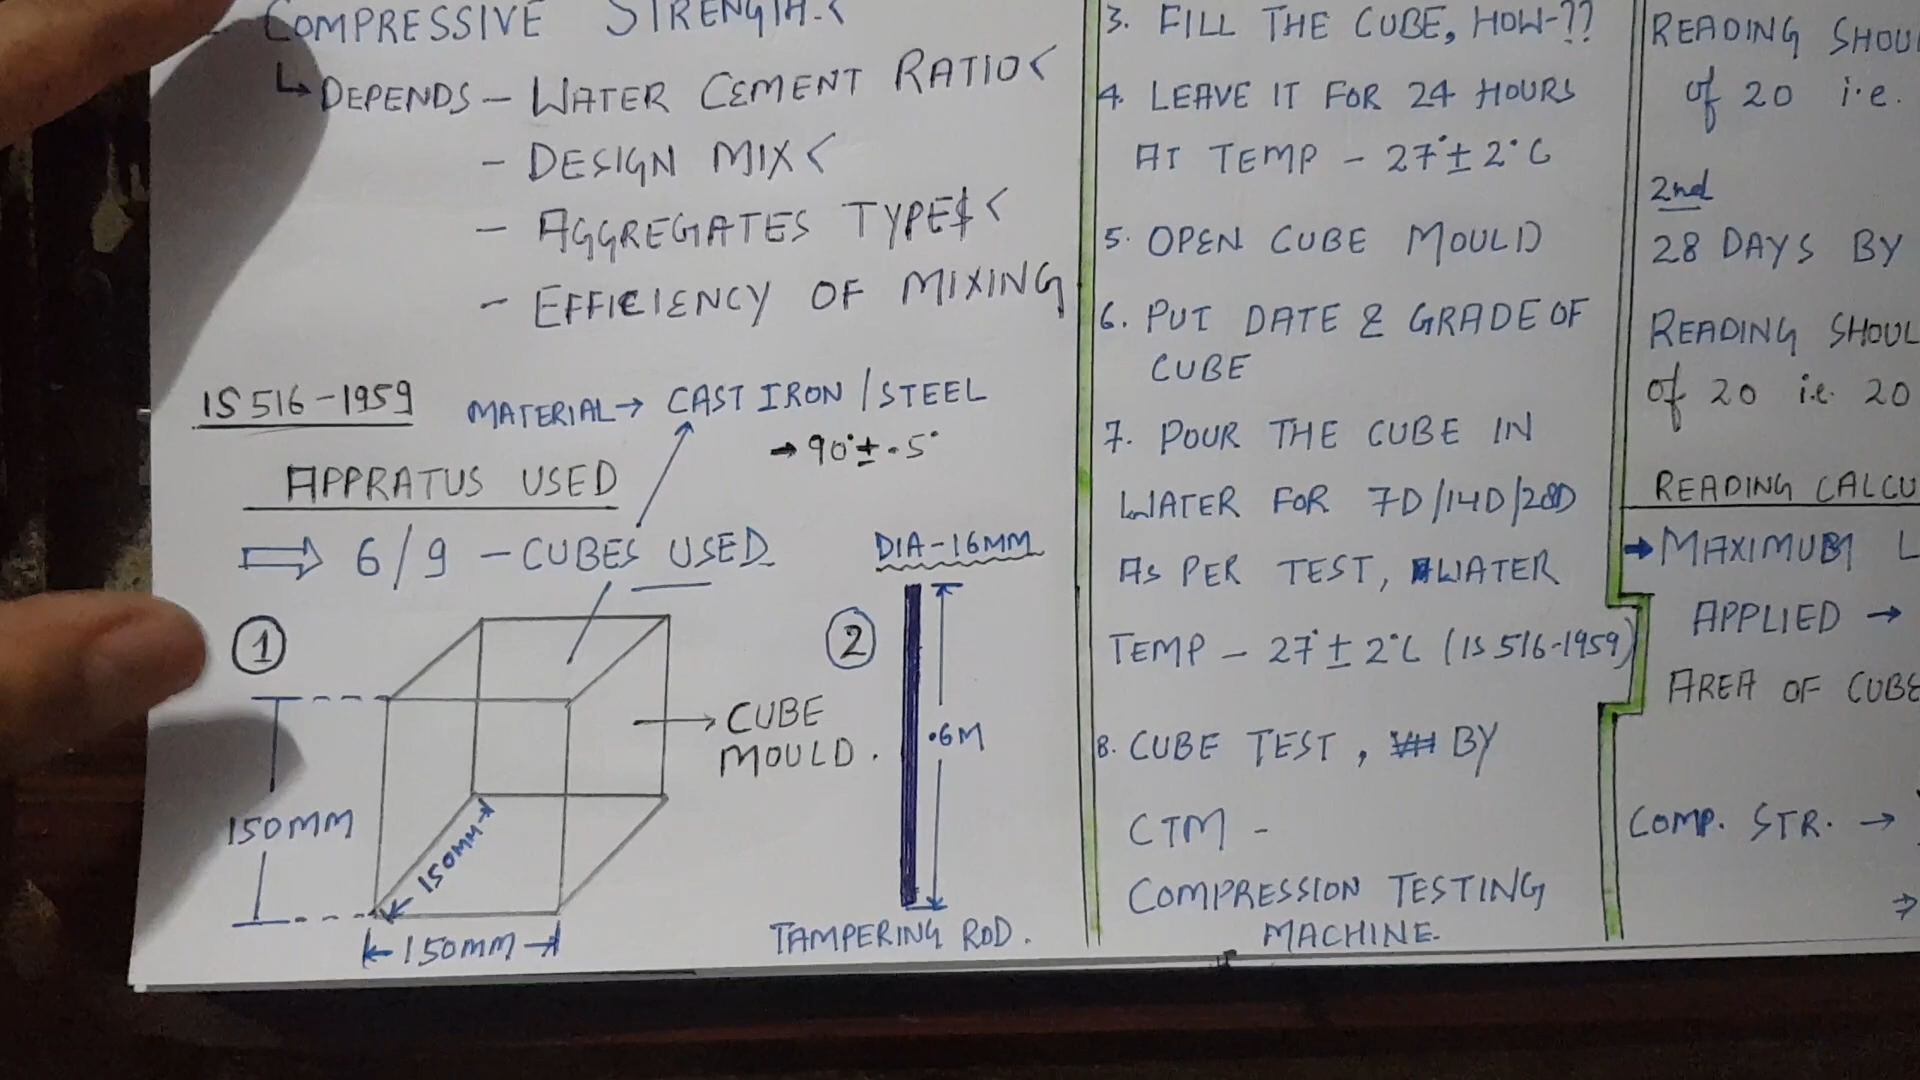 COMPRESSIVE STRENGTH.<
↳ DEPENDS - WATER CEMENT RATIO<
- DESIGN MIX<
- AGGREGATES TYPES<
- EFFICIENCY OF MIXING
IS 516-1959
MATERIAL → CAST IRON / STEEL
→ 90°± .5°
APPRATUS USED
⇒ 6/9 - CUBES USED
DIA-16MM
1
2
CUBE
MOULD.
.6M
150MM
150MM
150MM
TAMPERING ROD.
3. FILL THE CUBE, HOW-??
4. LEAVE IT FOR 24 HOURS
AT TEMP - 27°± 2°C
5. OPEN CUBE MOULD
6. PUT DATE & GRADE OF
CUBE
7. POUR THE CUBE IN
WATER FOR 7D/14D/28D
AS PER TEST, WATER
TEMP - 27°± 2°C (IS 516-1959)
8. CUBE TEST, BY
CTM -
COMPRESSION TESTING
MACHINE.
READING SHOU
of 20 i.e.
2nd
28 DAYS BY
READING SHOUL
of 20 i.e. 20
READING CALCU
→ MAXIMUM L
APPLIED →
AREA OF CUBE
COMP. STR. →
⇒